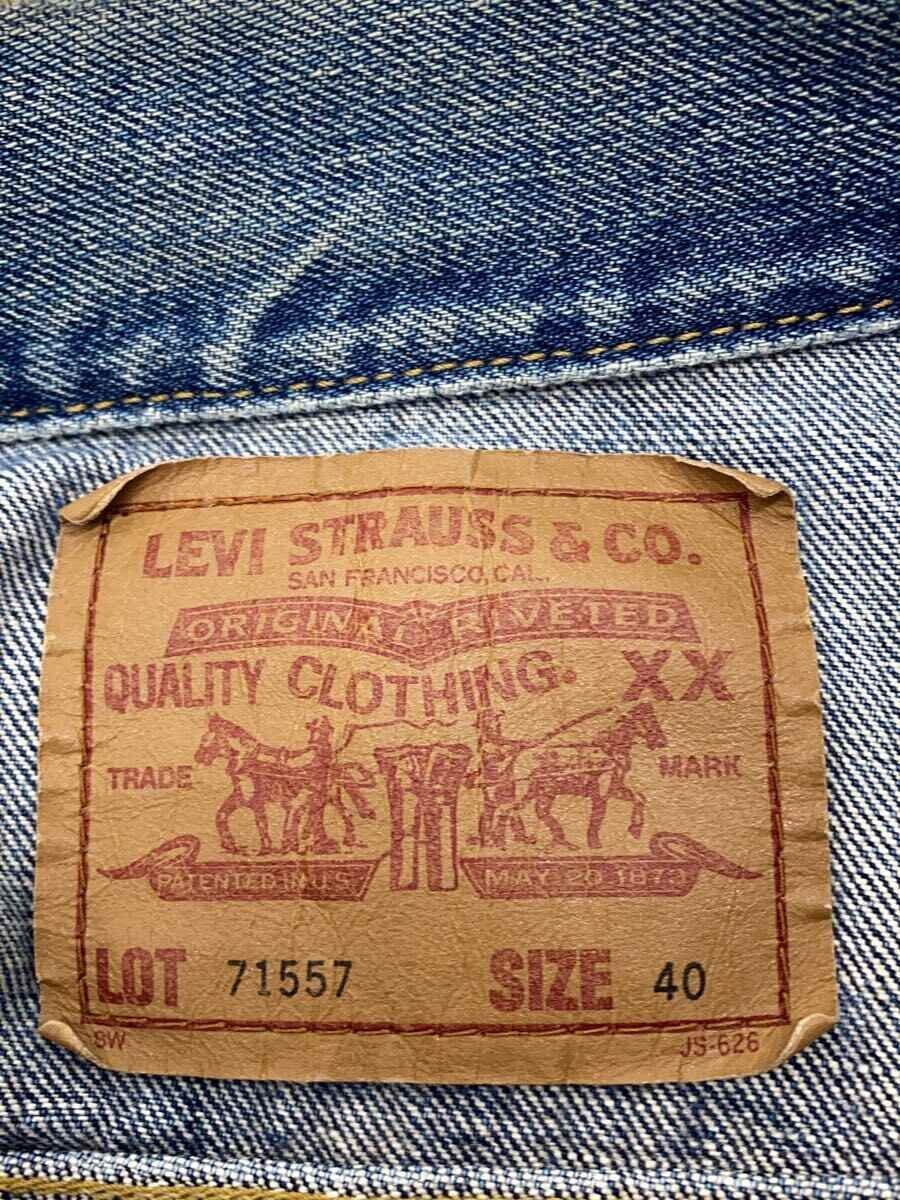 LEVI STRAUSS & CO.
SAN FRANCISCO, CAL.,
ORIGINAL RIVETED
QUALITY CLOTHING. XX
TRADE MARK
PATENTED IN U.S. MAY 20 1873
LOT 71557 SIZE 40
SW JS-626